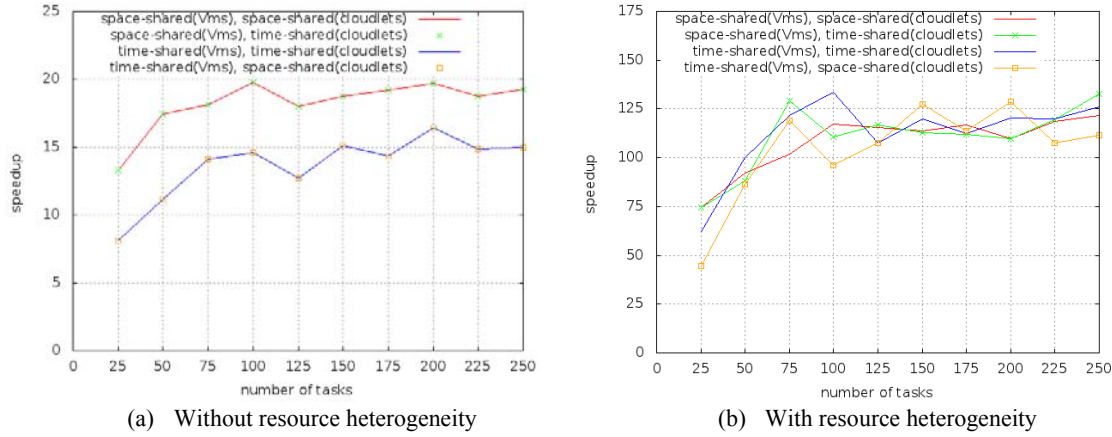 25
20
15
10
5
0
speedup
space-shared(Vms), space-shared(cloudlets)
space-shared(Vms), time-shared(cloudlets)
time-shared(Vms), time-shared(cloudlets)
time-shared(Vms), space-shared(cloudlets)
0 25 50 75 100 125 150 175 200 225 250
number of tasks
(a) Without resource heterogeneity
175
150
125
100
75
50
25
0
speedup
space-shared(Vms), space-shared(cloudlets)
space-shared(Vms), time-shared(cloudlets)
time-shared(Vms), time-shared(cloudlets)
time-shared(Vms), space-shared(cloudlets)
0 25 50 75 100 125 150 175 200 225 250
number of tasks
(b) With resource heterogeneity